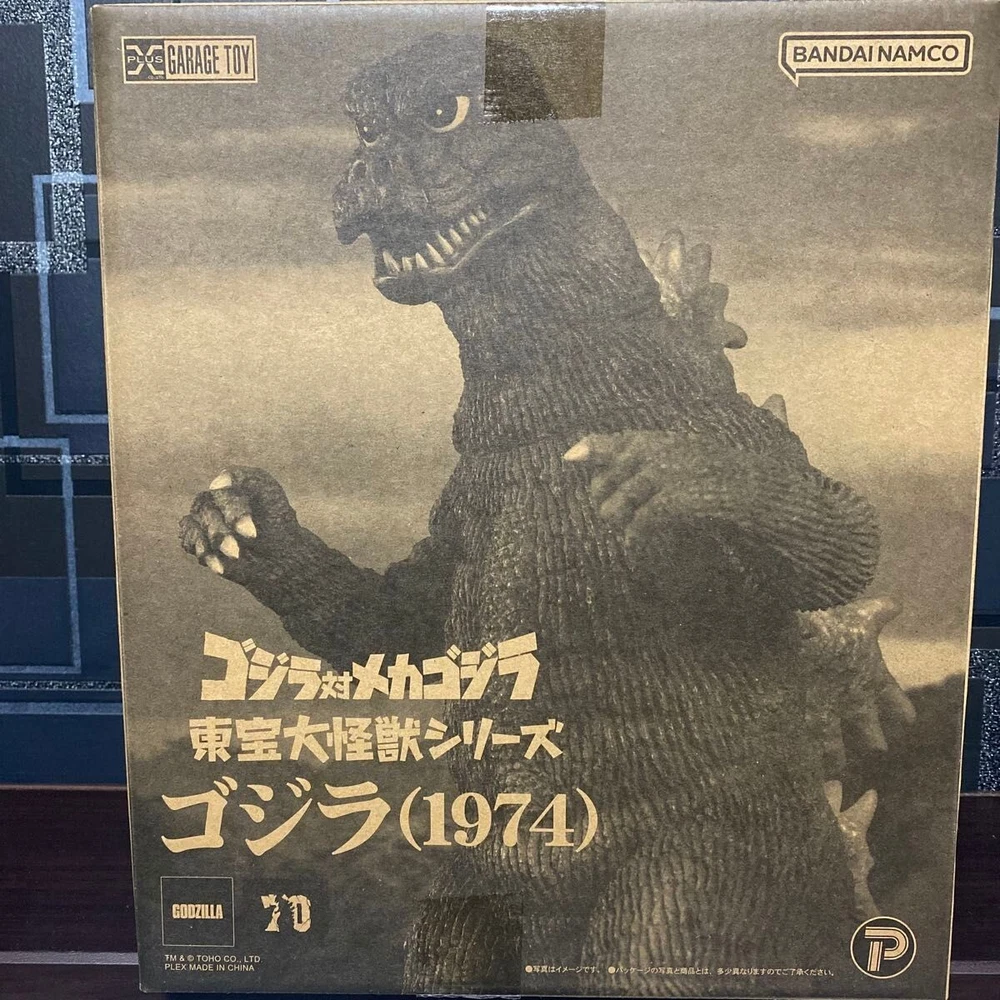 X PLUS CO.,LTD. GARAGE TOY
BANDAI NAMCO
ゴジラ対メカゴジラ
東宝大怪獣シリーズ
ゴジラ(1974)
GODZILLA
70
TM & © TOHO CO., LTD
PLEX MADE IN CHINA
●写真はイメージです。 ●パッケージの写真と商品とは、多少異なりますのでご了承ください。
P